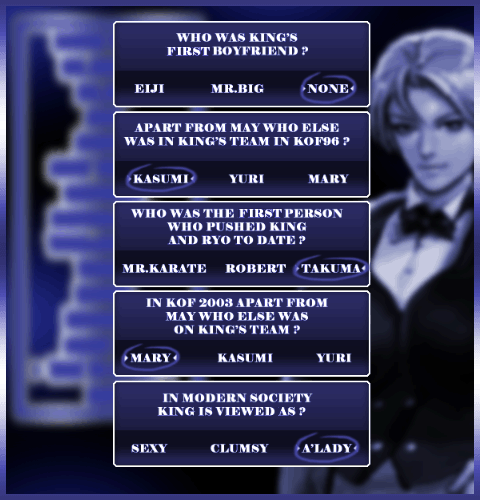 WHO WAS KING'S
FIRST BOYFRIEND ?
EIJI MR.BIG NONE
APART FROM MAY WHO ELSE
WAS IN KING'S TEAM IN KOF96 ?
KASUMI YURI MARY
WHO WAS THE FIRST PERSON
WHO PUSHED KING
AND RYO TO DATE ?
MR.KARATE ROBERT TAKUMA
IN KOF 2003 APART FROM
MAY WHO ELSE WAS
ON KING'S TEAM ?
MARY KASUMI YURI
IN MODERN SOCIETY
KING IS VIEWED AS ?
SEXY CLUMSY A'LADY